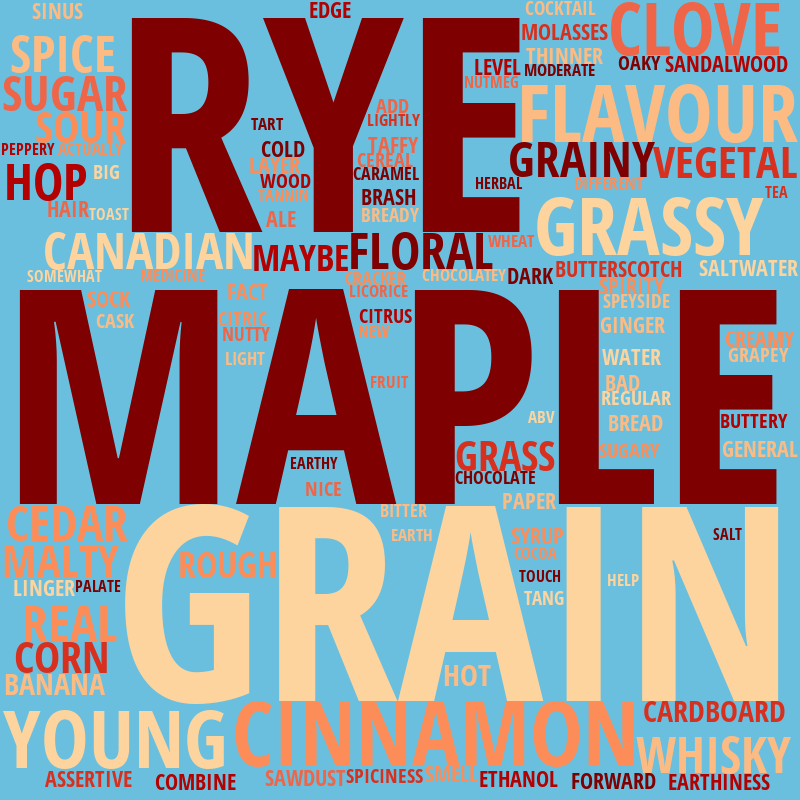 SINUS
EDGE
COCKTAIL
CLOVE
RYE
MOLASSES
SPICE
THINNER
OAKY
SANDALWOOD
LEVEL
MODERATE
NUTMEG
SUGAR
ADD
FLAVOUR
SOUR
TART
LIGHTLY
PEPPERY
ACTUALLY
COLD
TAFFY
CEREAL
GRAINY
VEGETAL
HOP
BIG
LAYER
WOOD
CARAMEL
HERBAL
DIFFERENT
TEA
TANNIN
BRASH
HAIR
TOAST
ALE
BREADY
GRASSY
CANADIAN
MAYBE
FLORAL
WHEAT
SOMEWHAT
MEDICINE
CRACKER
CHOCOLATEY
DARK
BUTTERSCOTCH
SALTWATER
SOCK
FACT
LICORICE
SPIRITY
SPEYSIDE
MAPLE
CASK
CITRIC
CITRUS
NUTTY
NEW
GINGER
CREAMY
LIGHT
WATER
GRAPEY
FRUIT
BAD
REGULAR
ABV
BREAD
BUTTERY
EARTHY
GRASS
SUGARY
GENERAL
CHOCOLATE
NICE
PAPER
CEDAR
BITTER
GRAIN
EARTH
SYRUP
SALT
MALTY
ROUGH
COCOA
LINGER
PALATE
TOUCH
HELP
TANG
REAL
CORN
BANANA
HOT
YOUNG
CINNAMON
CARDBOARD
WHISKY
ASSERTIVE
COMBINE
SAWDUST
SPICINESS
SMELL
ETHANOL
FORWARD
EARTHINESS